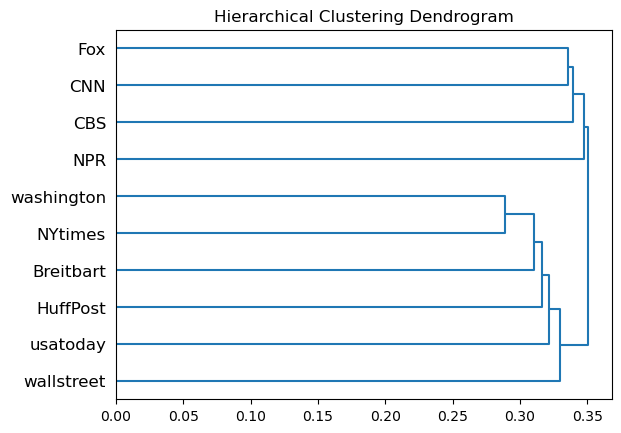 Hierarchical Clustering Dendrogram
Fox
CNN
CBS
NPR
washington
NYtimes
Breitbart
HuffPost
usatoday
wallstreet
0.00 0.05 0.10 0.15 0.20 0.25 0.30 0.35